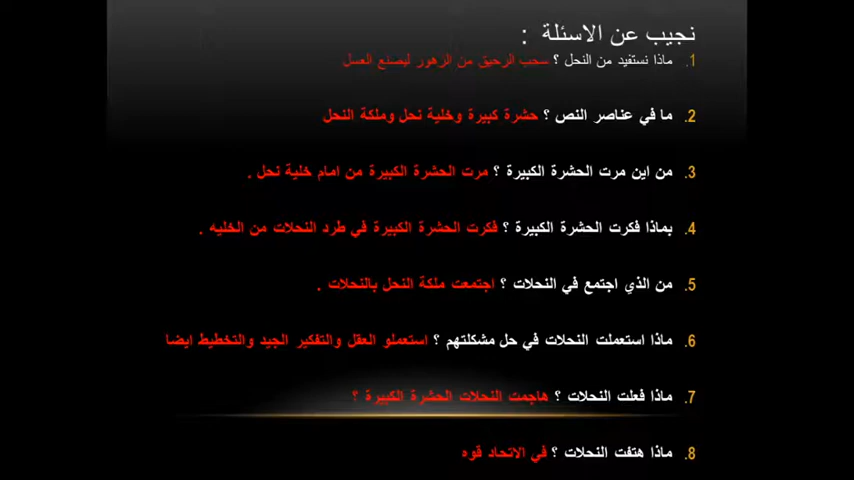 نجيب عن الاسئلة :
1. ماذا نستفيد من النحل ؟ سحب الرحيق من الزهور ليصنع العسل
2. ما في عناصر النص ؟ حشرة كبيرة وخلية نحل وملكة النحل
3. من اين مرت الحشرة الكبيرة ؟ مرت الحشرة الكبيرة من امام خلية نحل .
4. بماذا فكرت الحشرة الكبيرة ؟ فكرت الحشرة الكبيرة في طرد النحلات من الخليه .
5. من الذي اجتمع في النحلات ؟ اجتمعت ملكة النحل بالنحلات .
6. ماذا استعملت النحلات في حل مشكلتهم ؟ استعملو العقل والتفكير الجيد والتخطيط ايضا
7. ماذا فعلت النحلات ؟ هاجمت النحلات الحشرة الكبيرة ؟
8. ماذا هتفت النحلات ؟ في الاتحاد قوه